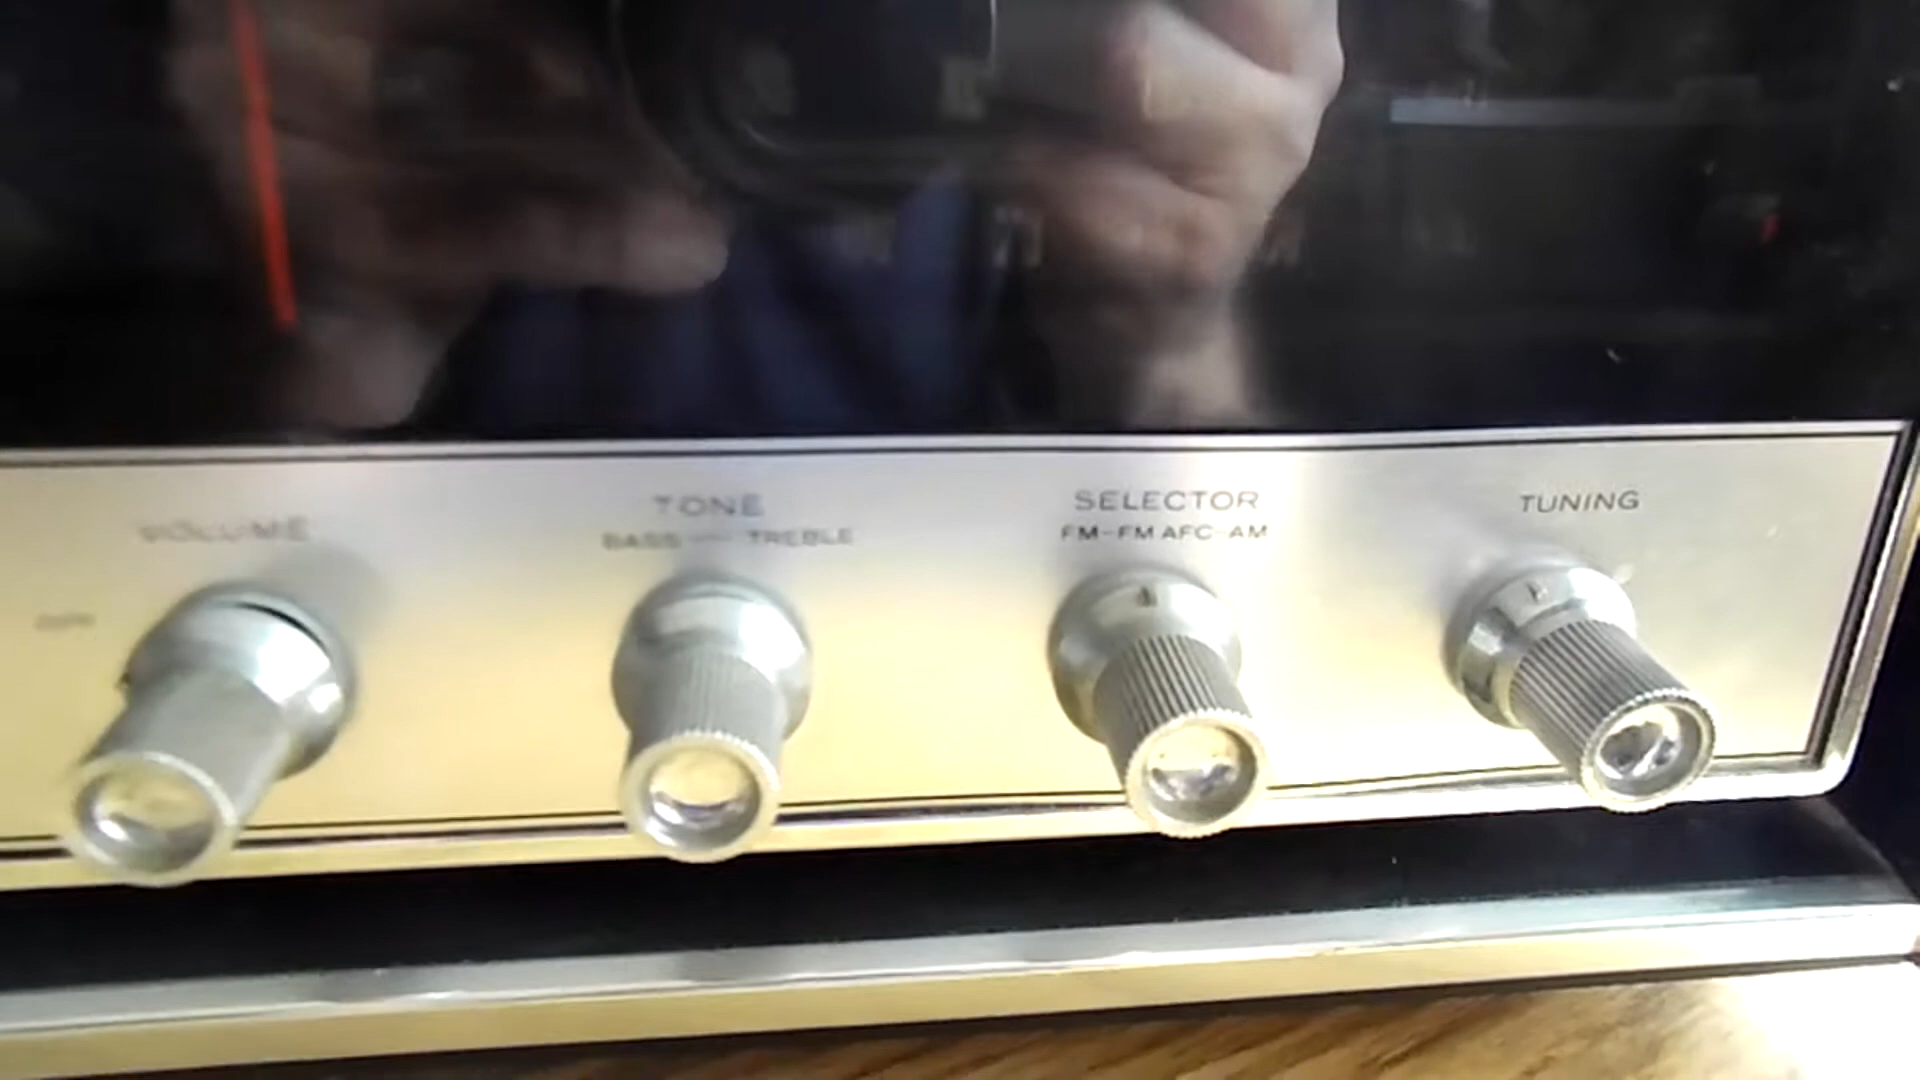 VOLUME
TONE
BASS — TREBLE
SELECTOR
FM-FM AFC-AM
TUNING